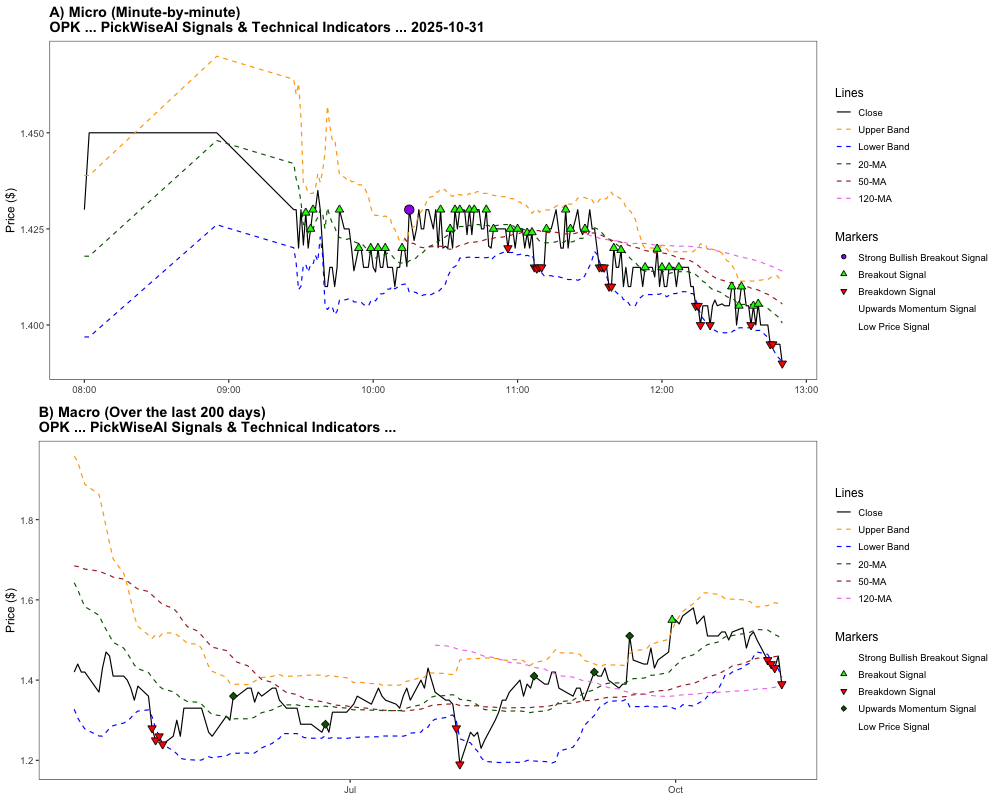 A) Micro (Minute-by-minute)
OPK ... PickWiseAI Signals & Technical Indicators ... 2025-10-31
Price ($)
1.450
1.425
1.400
08:00
09:00
10:00
11:00
12:00
13:00
Lines
Close
Upper Band
Lower Band
20-MA
50-MA
120-MA
Markers
Strong Bullish Breakout Signal
Breakout Signal
Breakdown Signal
Upwards Momentum Signal
Low Price Signal
B) Macro (Over the last 200 days)
OPK ... PickWiseAI Signals & Technical Indicators ...
Price ($)
1.8
1.6
1.4
1.2
Jul
Oct
Lines
Close
Upper Band
Lower Band
20-MA
50-MA
120-MA
Markers
Strong Bullish Breakout Signal
Breakout Signal
Breakdown Signal
Upwards Momentum Signal
Low Price Signal